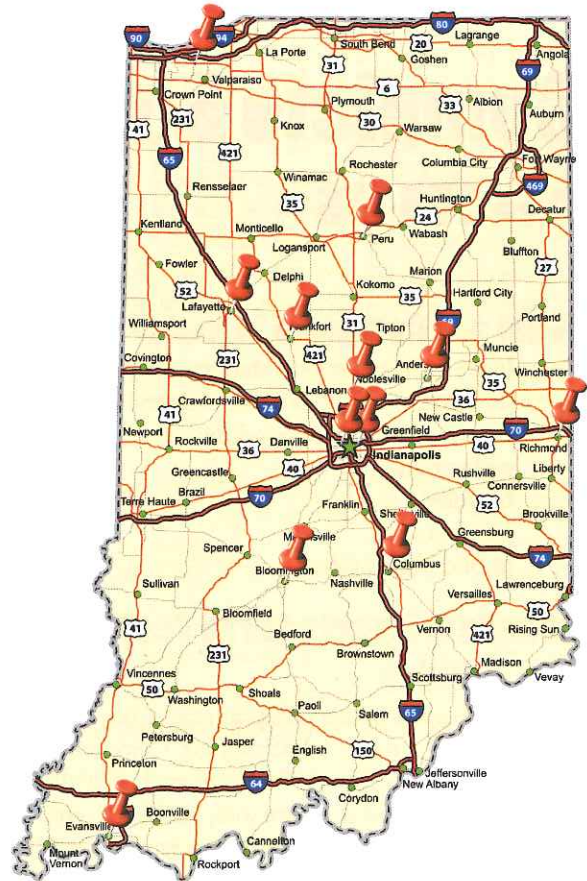 90
94
80
South Bend
Lagrange
20
Angola
La Porte
Goshen
31
69
Valparaiso
6
Crown Point
Plymouth
33
Albion
231
Auburn
41
Knox
30
Warsaw
65
421
Columbia City
Fort Wayne
Rochester
Winamac
469
Rensselaer
35
Huntington
24
Decatur
Kentland
Monticello
Peru
Wabash
Logansport
Bluffton
Fowler
Delphi
Marion
27
52
Kokomo
35
Hartford City
Lafayette
Portland
31
Tipton
69
Williamsport
421
Muncie
Covington
231
35
Winchester
Noblesville
Lebanon
36
Crawfordsville
74
New Castle
41
70
Newport
Greenfield
Rockville
36
Danville
40
Richmond
Indianapolis
Greencastle
40
Rushville
Liberty
Connersville
Brazil
70
52
Terre Haute
Franklin
Brookville
Greensburg
Spencer
74
Columbus
Bloomington
Nashville
Sullivan
Lawrenceburg
Versailles
50
Bloomfield
41
Vernon
Rising Sun
421
Bedford
231
Brownstown
Madison
Vevay
Vincennes
Scottsburg
50
Washington
Shoals
Paoli
Salem
65
Petersburg
Jasper
150
English
Princeton
64
Jeffersonville
New Albany
Corydon
Boonville
Evansville
Mount
Vernon
Cannelton
Rockport